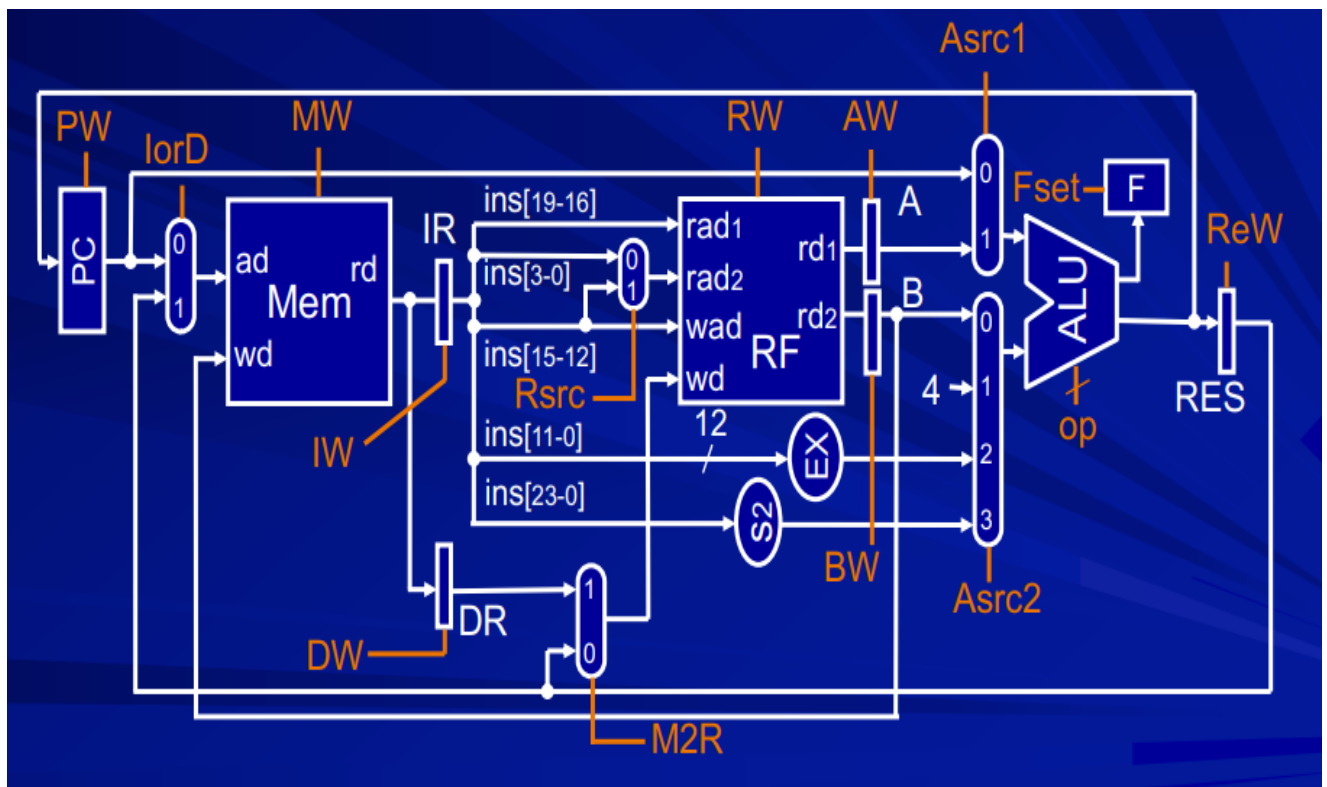 Asrc1
PW
MW
RW
AW
IorD
Fset
F
ReW
ins[19-16]
A
0
1
IR
rad1
rd1
PC
0
1
ad
rd
Mem
wd
ins[3-0]
0
1
rad2
B
ALU
wad
rd2
RF
0
ins[15-12]
wd
Rsrc
4
1
RES
op
12
IW
ins[11-0]
EX
2
ins[23-0]
S2
3
BW
Asrc2
DR
1
0
DW
M2R